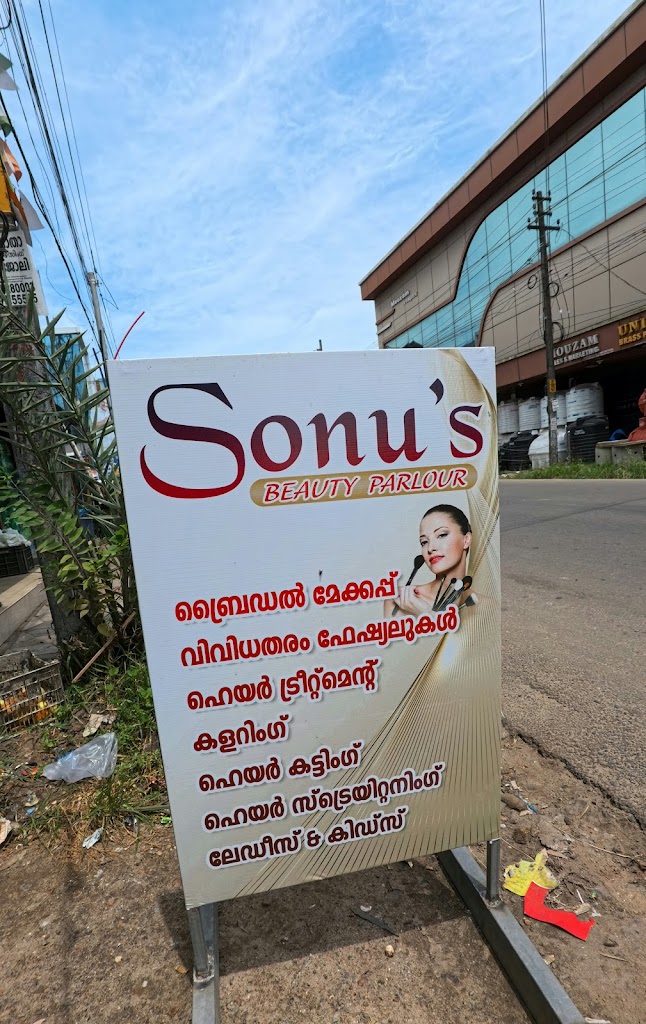 Sonu's
BEAUTY PARLOUR
ബ്രൈഡൽ മേക്കപ്പ്
വിവിധതരം ഫേഷ്യലുകൾ
ഹെയർ ട്രീറ്റ്മെന്റ്
കളറിംഗ്
ഹെയർ കട്ടിംഗ്
ഹെയർ സ്ട്രെയിറ്റനിംഗ്
ലേഡീസ് & കിഡ്സ്